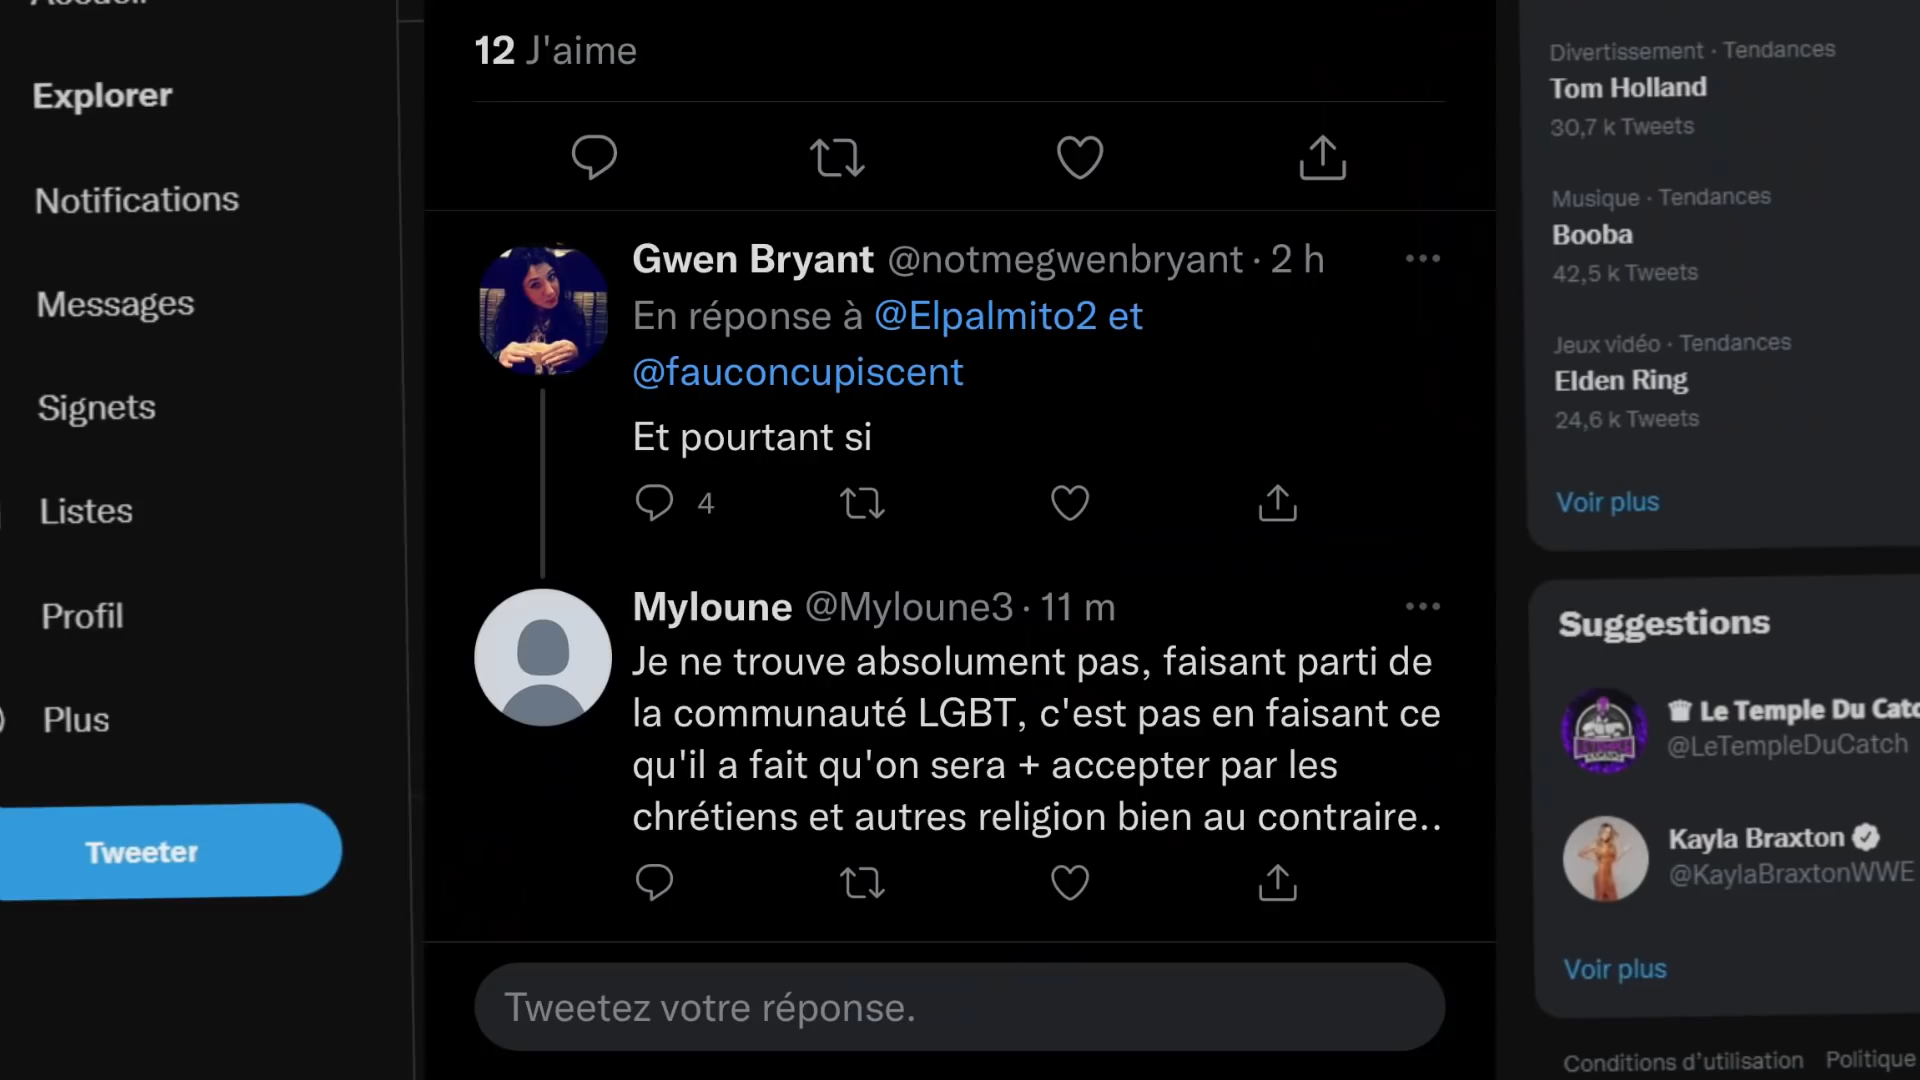 Explorer
Notifications
Messages
Signets
Listes
Profil
Plus
Tweeter
12 J'aime
Gwen Bryant @notmegwenbryant · 2 h
En réponse à @Elpalmito2 et
@fauconcupiscent
Et pourtant si
4
Myloune @Myloune3 · 11 m
Je ne trouve absolument pas, faisant parti de
la communauté LGBT, c'est pas en faisant ce
qu'il a fait qu'on sera + accepter par les
chrétiens et autres religion bien au contraire..
Tweetez votre réponse.
Divertissement · Tendances
Tom Holland
30,7 k Tweets
Musique · Tendances
Booba
42,5 k Tweets
Jeux vidéo · Tendances
Elden Ring
24,6 k Tweets
Voir plus
Suggestions
Le Temple Du Catc
@LeTempleDuCatch
Kayla Braxton
@KaylaBraxtonWWE
Voir plus
Conditions d'utilisation Politique